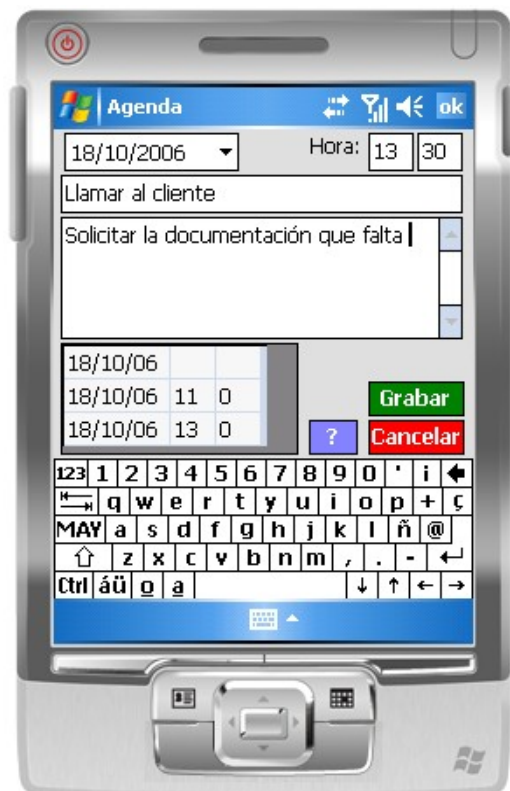 Agenda ok
18/10/2006 Hora: 13 30
Llamar al cliente
Solicitar la documentación que falta
18/10/06
18/10/06 11 0
18/10/06 13 0
Grabar
? Cancelar
123 1 2 3 4 5 6 7 8 9 0 ' i
q w e r t y u i o p + ç
MAY a s d f g h j k l ñ @
z x c v b n m , . -
Ctrl áü o a ↓ ↑ ← →